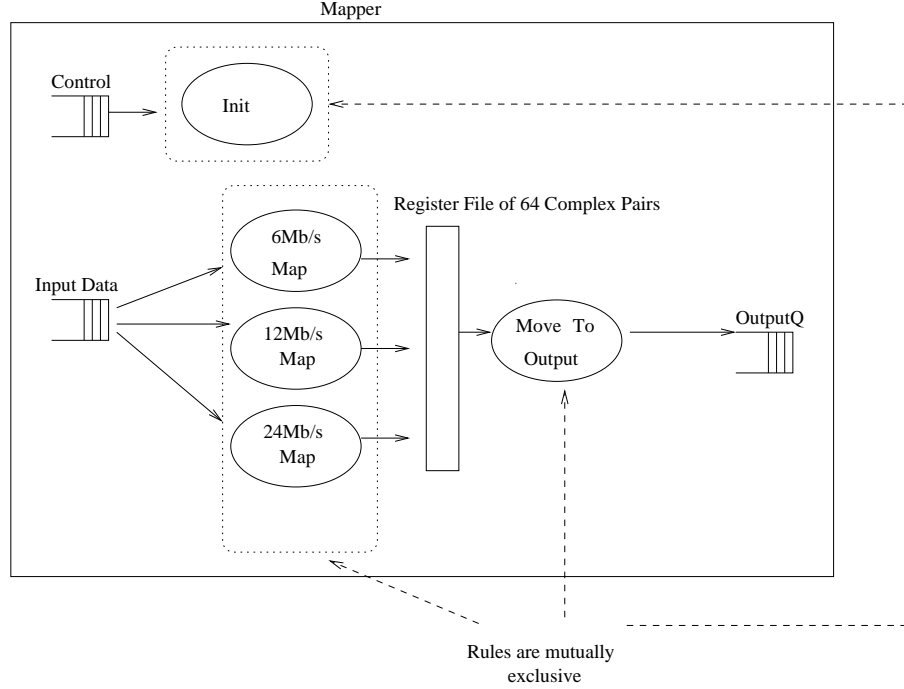 Mapper
Control
Init
Register File of 64 Complex Pairs
6Mb/s
Map
Input Data
12Mb/s
Map
Move To
Output
OutputQ
24Mb/s
Map
Rules are mutually
exclusive